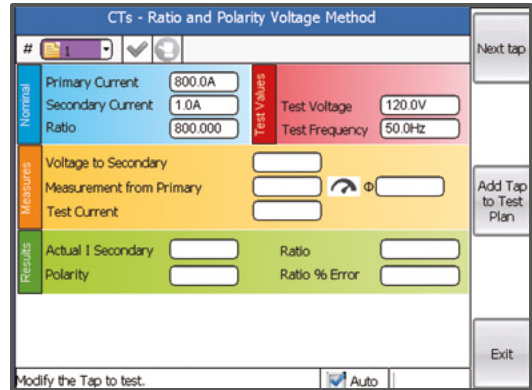 CTs - Ratio and Polarity Voltage Method
# 1
Next tap
Nominal
Primary Current 800.0A
Secondary Current 1.0A
Ratio 800.000
Test Values
Test Voltage 120.0V
Test Frequency 50.0Hz
Measures
Voltage to Secondary
Measurement from Primary Φ
Test Current
Add Tap
to Test
Plan
Results
Actual I Secondary Ratio
Polarity Ratio % Error
Exit
Modify the Tap to test. Auto